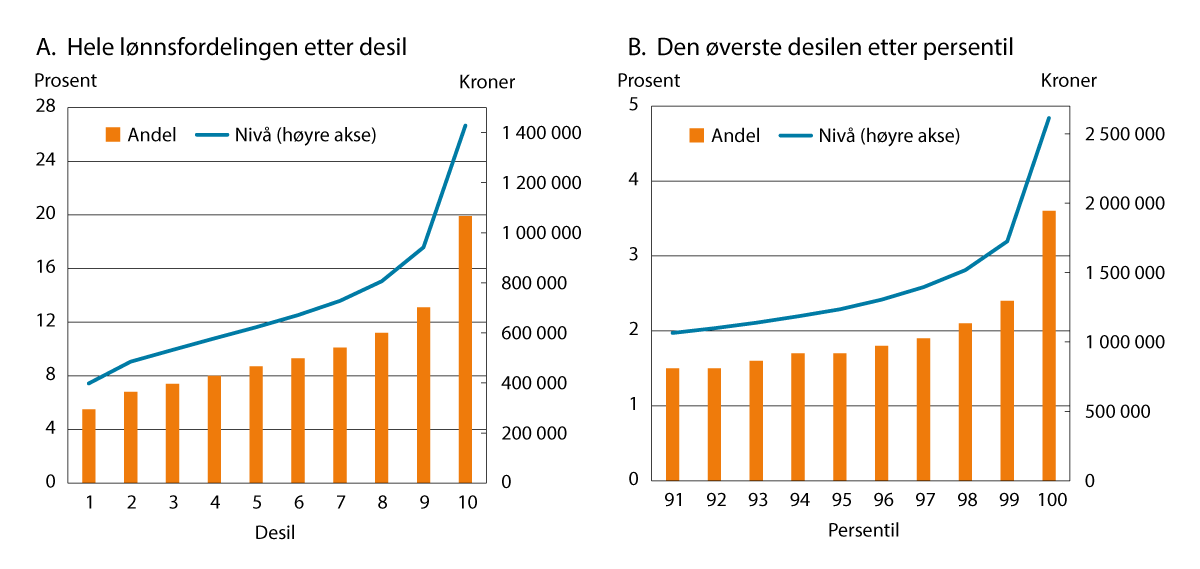 A. Hele lønnsfordelingen etter desil
Prosent
Kroner
28
24
20
16
12
8
4
0
Andel
Nivå (høyre akse)
1 400 000
1 200 000
1 000 000
800 000
600 000
400 000
200 000
0
1 2 3 4 5 6 7 8 9 10
Desil
B. Den øverste desilen etter persentil
Prosent
Kroner
5
4
3
2
1
0
Andel
Nivå (høyre akse)
2 500 000
2 000 000
1 500 000
1 000 000
500 000
0
91 92 93 94 95 96 97 98 99 100
Persentil